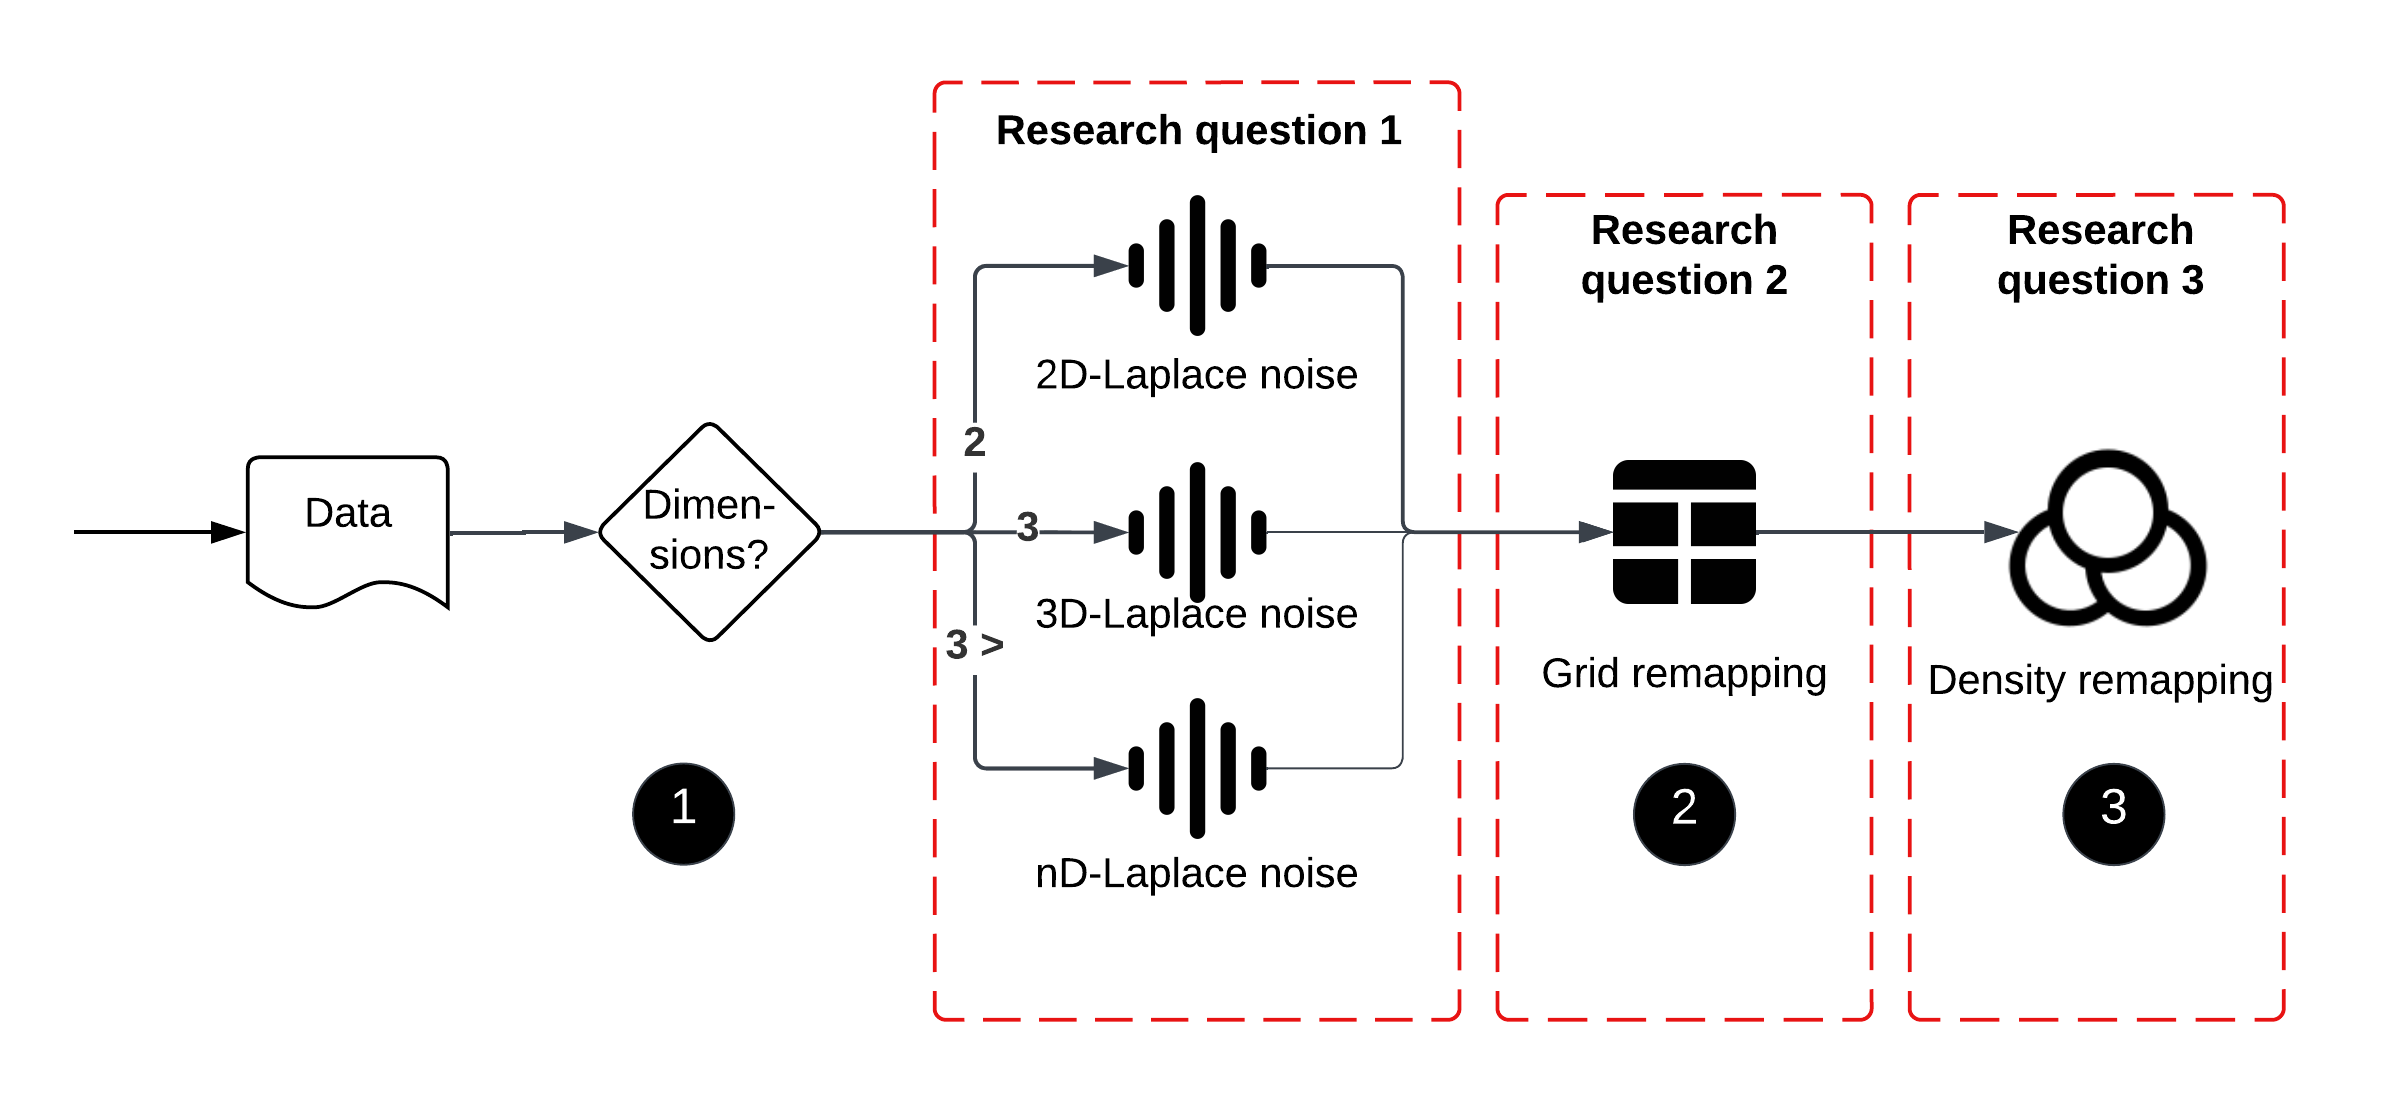 Research question 1
Research
question 2
Research
question 3
2D-Laplace noise
2
Data
Dimen-
sions?
3
3D-Laplace noise
3 >
Grid remapping
Density remapping
1
2
3
nD-Laplace noise